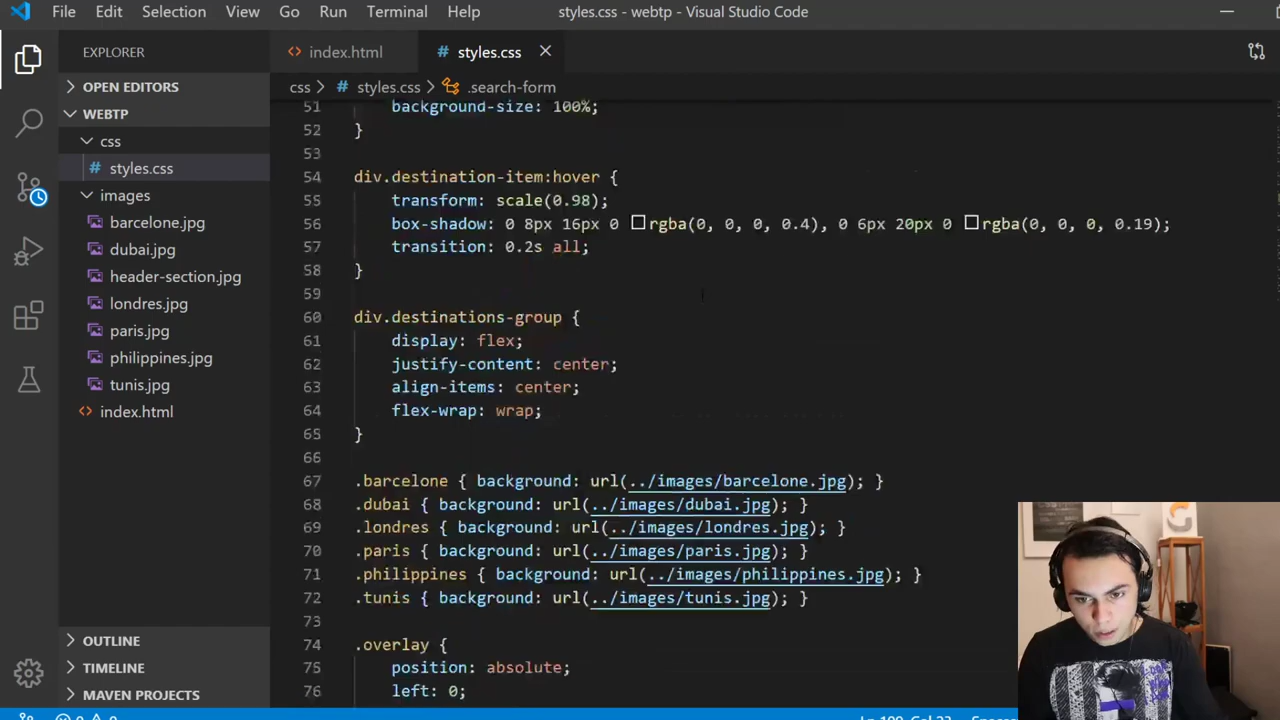 File Edit Selection View Go Run Terminal Help styles.css - webtp - Visual Studio Code
EXPLORER
OPEN EDITORS
WEBTP
css
styles.css
images
barcelone.jpg
dubai.jpg
header-section.jpg
londres.jpg
paris.jpg
philippines.jpg
tunis.jpg
index.html
OUTLINE
TIMELINE
MAVEN PROJECTS
index.html # styles.css
css # styles.css .search-form
51 background-size: 100%;
52 }
53
54 div.destination-item:hover {
55 transform: scale(0.98);
56 box-shadow: 0 8px 16px 0 rgba(0, 0, 0, 0.4), 0 6px 20px 0 rgba(0, 0, 0, 0.19);
57 transition: 0.2s all;
58 }
59
60 div.destinations-group {
61 display: flex;
62 justify-content: center;
63 align-items: center;
64 flex-wrap: wrap;
65 }
66
67 .barcelone { background: url(../images/barcelone.jpg); }
68 .dubai { background: url(../images/dubai.jpg); }
69 .londres { background: url(../images/londres.jpg); }
70 .paris { background: url(../images/paris.jpg); }
71 .philippines { background: url(../images/philippines.jpg); }
72 .tunis { background: url(../images/tunis.jpg); }
73
74 .overlay {
75 position: absolute;
76 left: 0;